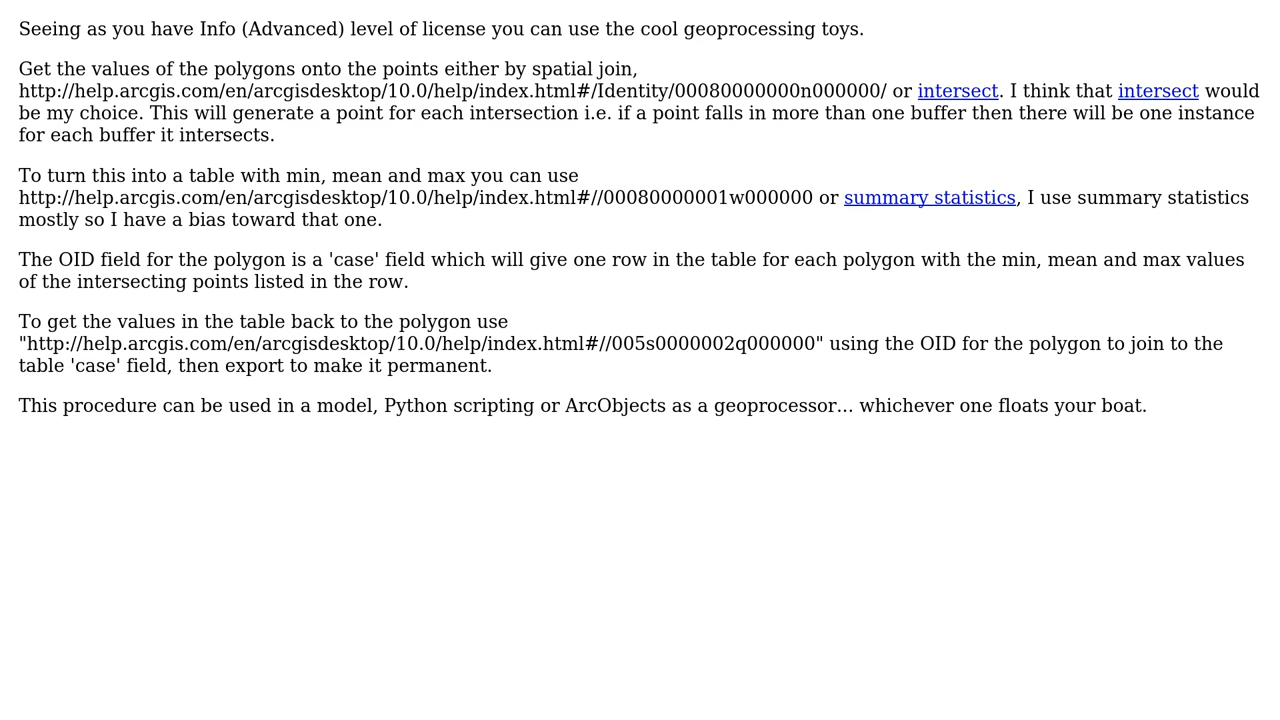 Seeing as you have Info (Advanced) level of license you can use the cool geoprocessing toys.
Get the values of the polygons onto the points either by spatial join,
http://help.arcgis.com/en/arcgisdesktop/10.0/help/index.html#/Identity/00080000000n000000/ or intersect. I think that intersect would
be my choice. This will generate a point for each intersection i.e. if a point falls in more than one buffer then there will be one instance
for each buffer it intersects.
To turn this into a table with min, mean and max you can use
http://help.arcgis.com/en/arcgisdesktop/10.0/help/index.html#//00080000001w000000 or summary statistics, I use summary statistics
mostly so I have a bias toward that one.
The OID field for the polygon is a 'case' field which will give one row in the table for each polygon with the min, mean and max values
of the intersecting points listed in the row.
To get the values in the table back to the polygon use
"http://help.arcgis.com/en/arcgisdesktop/10.0/help/index.html#//005s0000002q000000" using the OID for the polygon to join to the
table 'case' field, then export to make it permanent.
This procedure can be used in a model, Python scripting or ArcObjects as a geoprocessor... whichever one floats your boat.